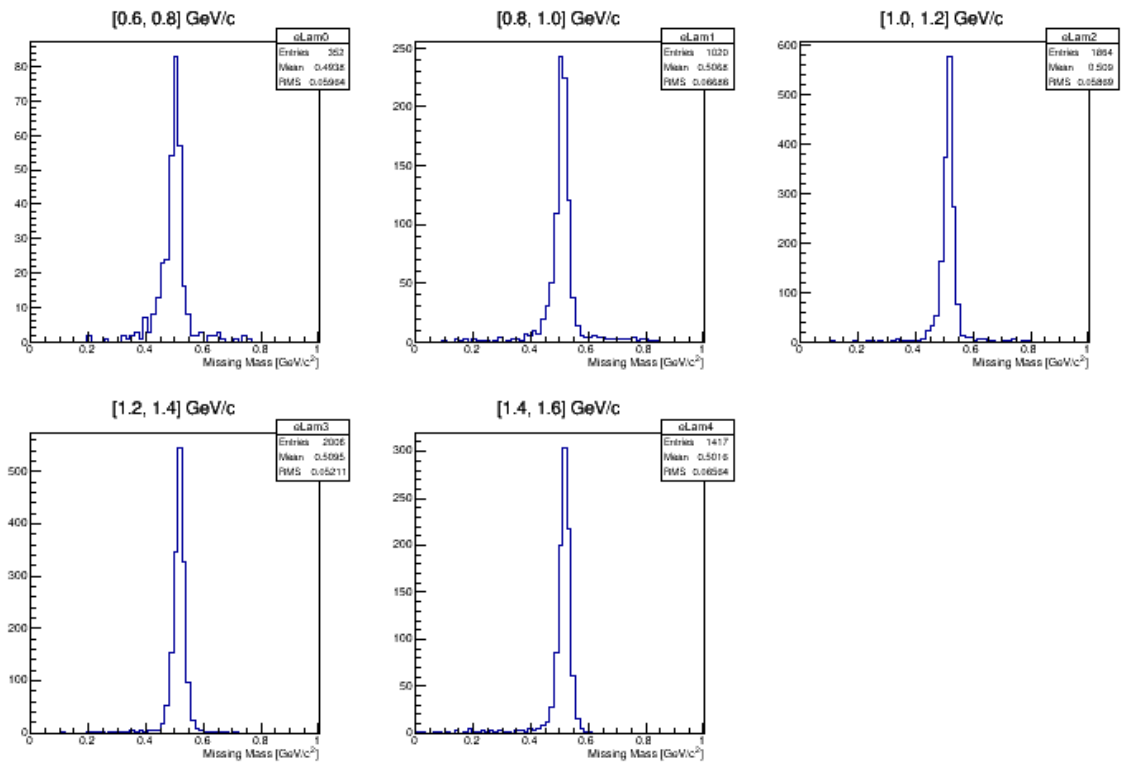 [0.6, 0.8] GeV/c
eLam0
Entries 352
Mean 0.4938
RMS 0.05964
80
70
60
50
40
30
20
10
0
0 0.2 0.4 0.6 0.8 1
Missing Mass [GeV/c²]
[0.8, 1.0] GeV/c
eLam1
Entries 1020
Mean 0.5068
RMS 0.06686
250
200
150
100
50
0
0 0.2 0.4 0.6 0.8 1
Missing Mass [GeV/c²]
[1.0, 1.2] GeV/c
eLam2
Entries 1864
Mean 0.509
RMS 0.05869
600
500
400
300
200
100
0
0 0.2 0.4 0.6 0.8 1
Missing Mass [GeV/c²]
[1.2, 1.4] GeV/c
eLam3
Entries 2006
Mean 0.5095
RMS 0.05211
500
400
300
200
100
0
0 0.2 0.4 0.6 0.8 1
Missing Mass [GeV/c²]
[1.4, 1.6] GeV/c
eLam4
Entries 1417
Mean 0.5016
RMS 0.06564
300
250
200
150
100
50
0
0 0.2 0.4 0.6 0.8 1
Missing Mass [GeV/c²]